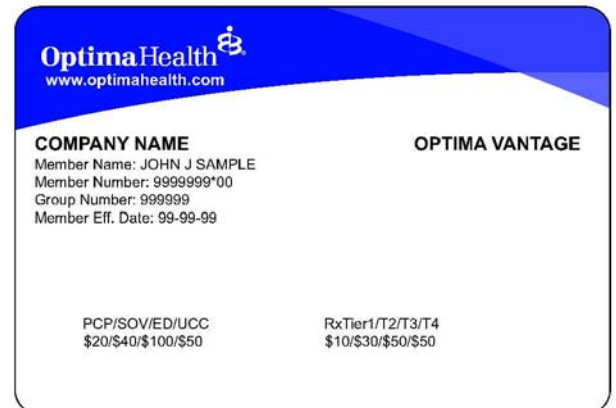 OptimaHealth
www.optimahealth.com
COMPANY NAME
OPTIMA VANTAGE
Member Name: JOHN J SAMPLE
Member Number: 9999999*00
Group Number: 999999
Member Eff. Date: 99-99-99
PCP/SOV/ED/UCC
$20/$40/$100/$50
RxTier1/T2/T3/T4
$10/$30/$50/$50